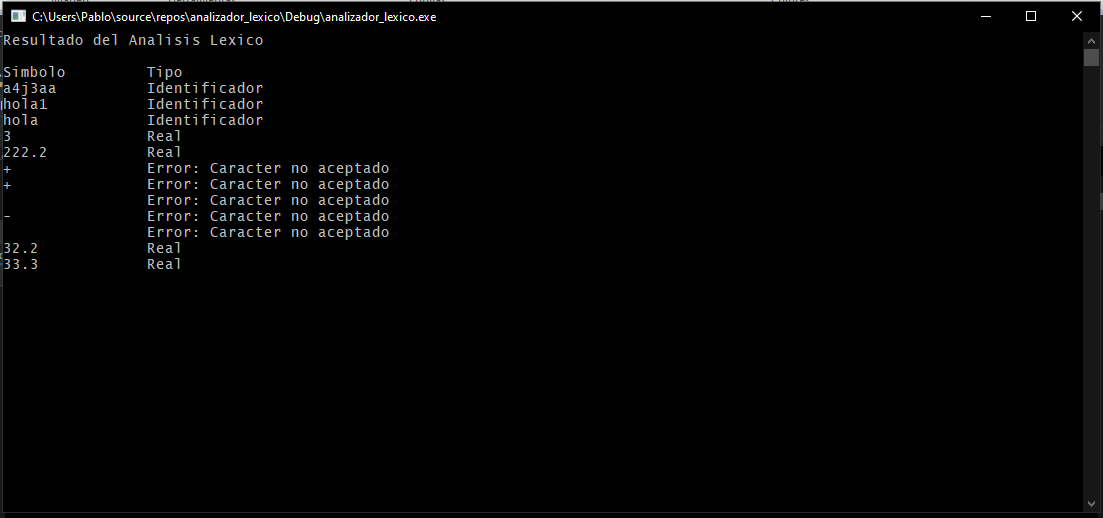 C:\Users\Pablo\source\repos\analizador_lexico\Debug\analizador_lexico.exe
Resultado del Analisis Lexico
Simbolo Tipo
a4j3aa Identificador
hola1 Identificador
hola Identificador
3 Real
222.2 Real
+ Error: Caracter no aceptado
+ Error: Caracter no aceptado
Error: Caracter no aceptado
- Error: Caracter no aceptado
Error: Caracter no aceptado
32.2 Real
33.3 Real